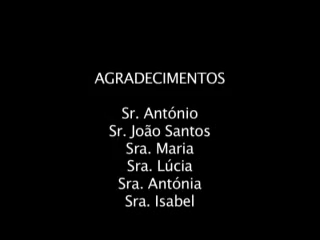 AGRADECIMENTOS
Sr. António
Sr. João Santos
Sra. Maria
Sra. Lúcia
Sra. Antónia
Sra. Isabel